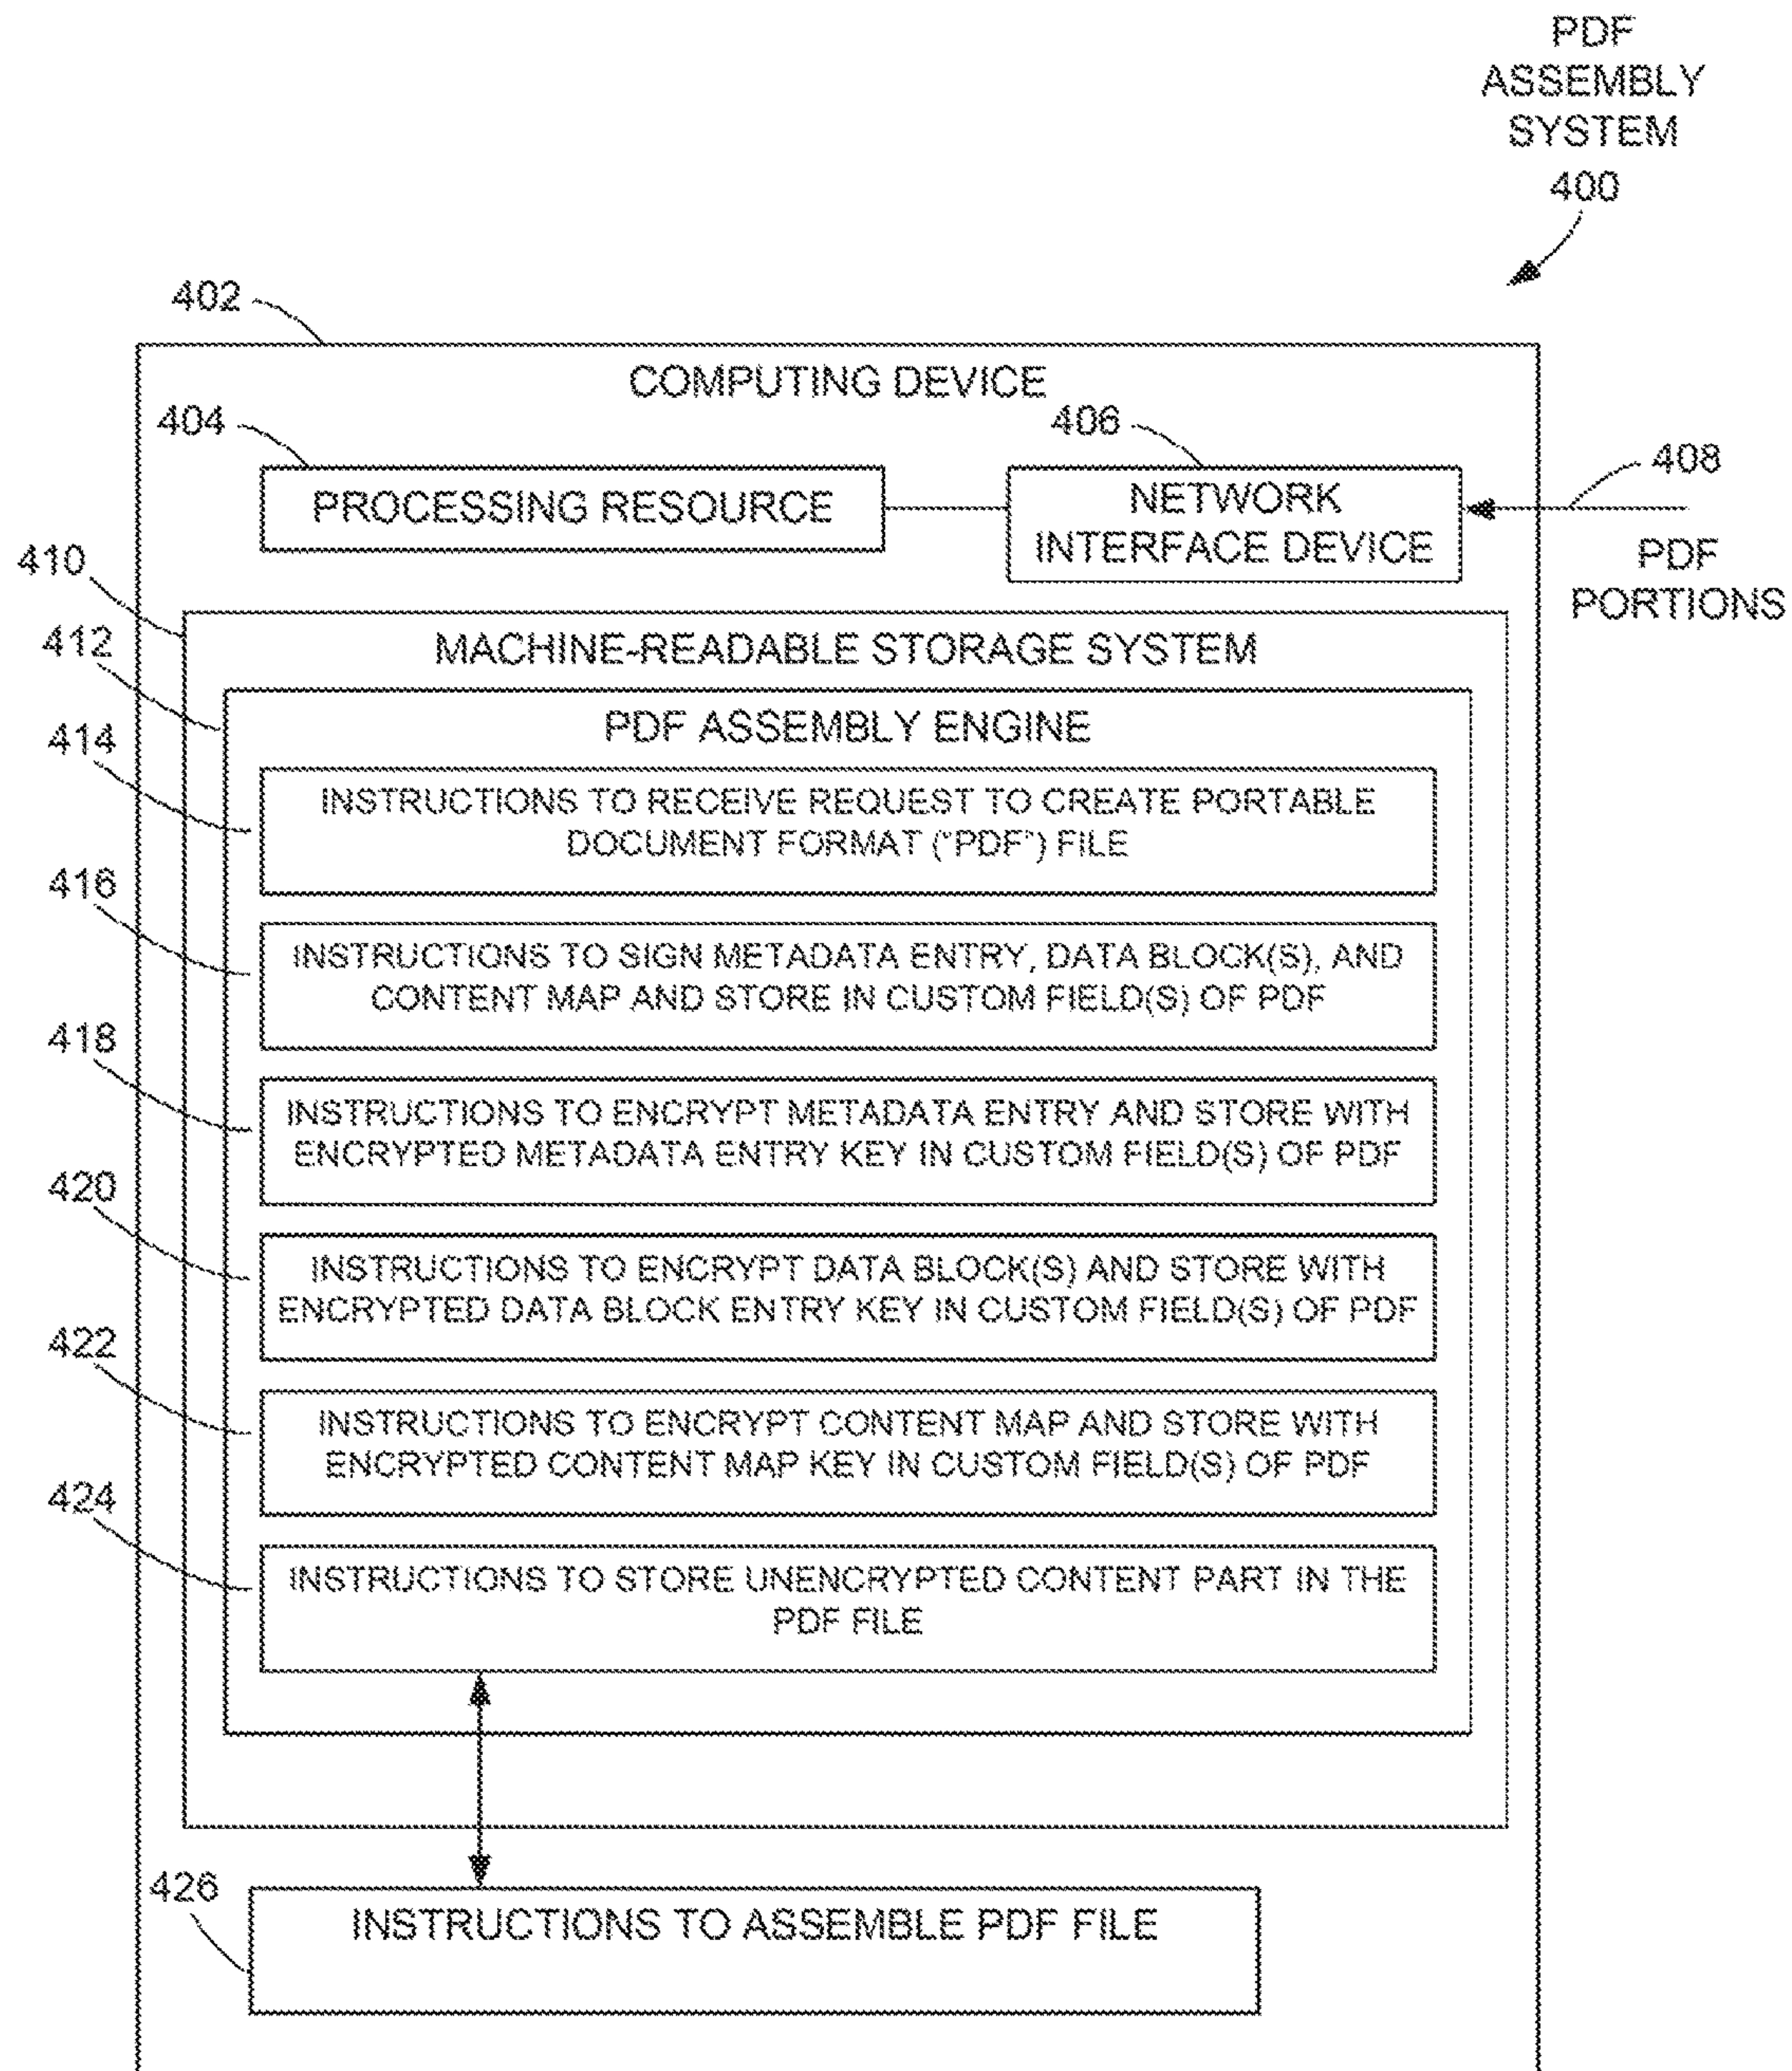 PDF
ASSEMBLY
SYSTEM
400
402
COMPUTING DEVICE
404
406
408
PROCESSING RESOURCE
NETWORK
INTERFACE DEVICE
PDF
PORTIONS
410
412
MACHINE-READABLE STORAGE SYSTEM
PDF ASSEMBLY ENGINE
414
INSTRUCTIONS TO RECEIVE REQUEST TO CREATE PORTABLE
DOCUMENT FORMAT ("PDF") FILE
416
INSTRUCTIONS TO SIGN METADATA ENTRY, DATA BLOCK(S), AND
CONTENT MAP AND STORE IN CUSTOM FIELD(S) OF PDF
418
INSTRUCTIONS TO ENCRYPT METADATA ENTRY AND STORE WITH
ENCRYPTED METADATA ENTRY KEY IN CUSTOM FIELD(S) OF PDF
420
INSTRUCTIONS TO ENCRYPT DATA BLOCK(S) AND STORE WITH
ENCRYPTED DATA BLOCK ENTRY KEY IN CUSTOM FIELD(S) OF PDF
422
INSTRUCTIONS TO ENCRYPT CONTENT MAP AND STORE WITH
ENCRYPTED CONTENT MAP KEY IN CUSTOM FIELD(S) OF PDF
424
INSTRUCTIONS TO STORE UNENCRYPTED CONTENT PART IN THE
PDF FILE
426
INSTRUCTIONS TO ASSEMBLE PDF FILE